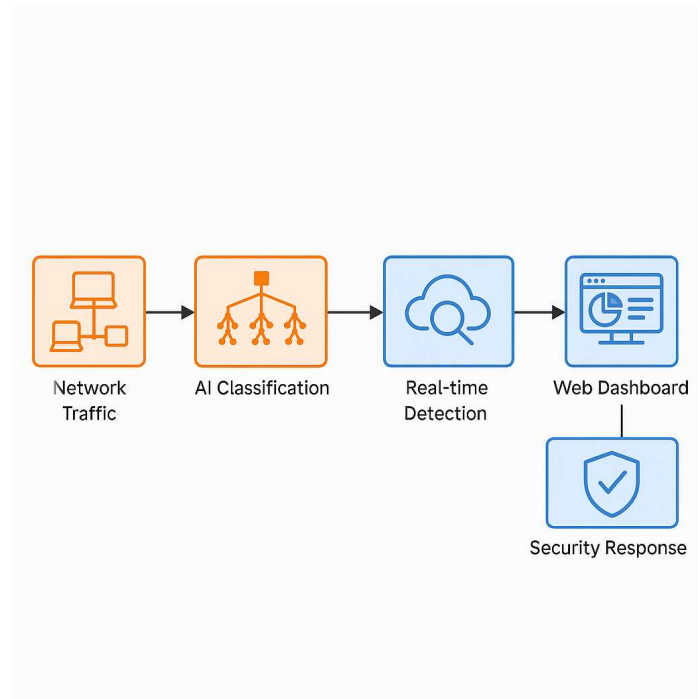 Network
Traffic
AI Classification
Real-time
Detection
Web Dashboard
Security Response